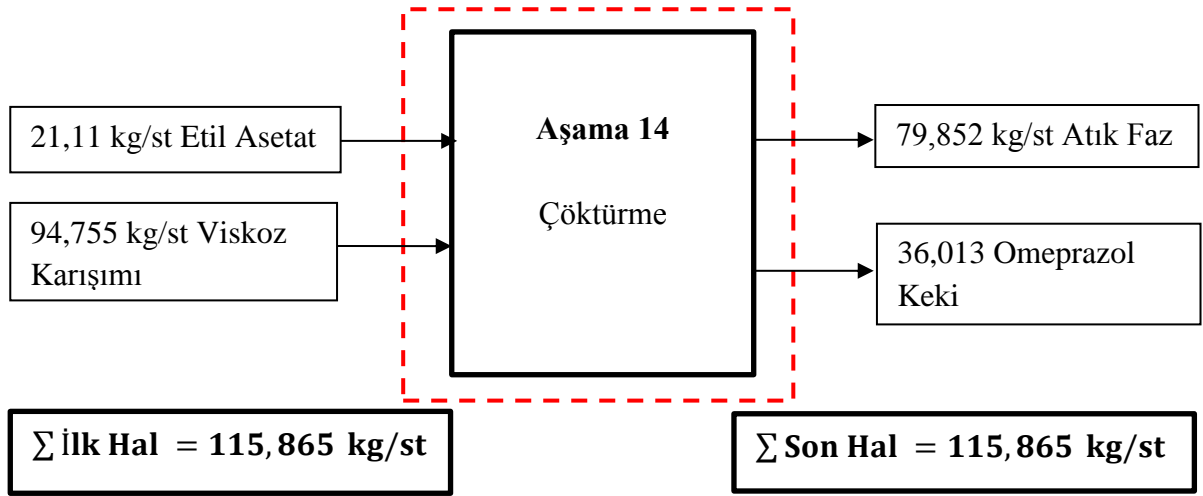 21,11 kg/st Etil Asetat
94,755 kg/st Viskoz
Karışımı
Aşama 14
Çöktürme
79,852 kg/st Atık Faz
36,013 Omeprazol
Keki
∑ İlk Hal = 115,865 kg/st
∑ Son Hal = 115,865 kg/st